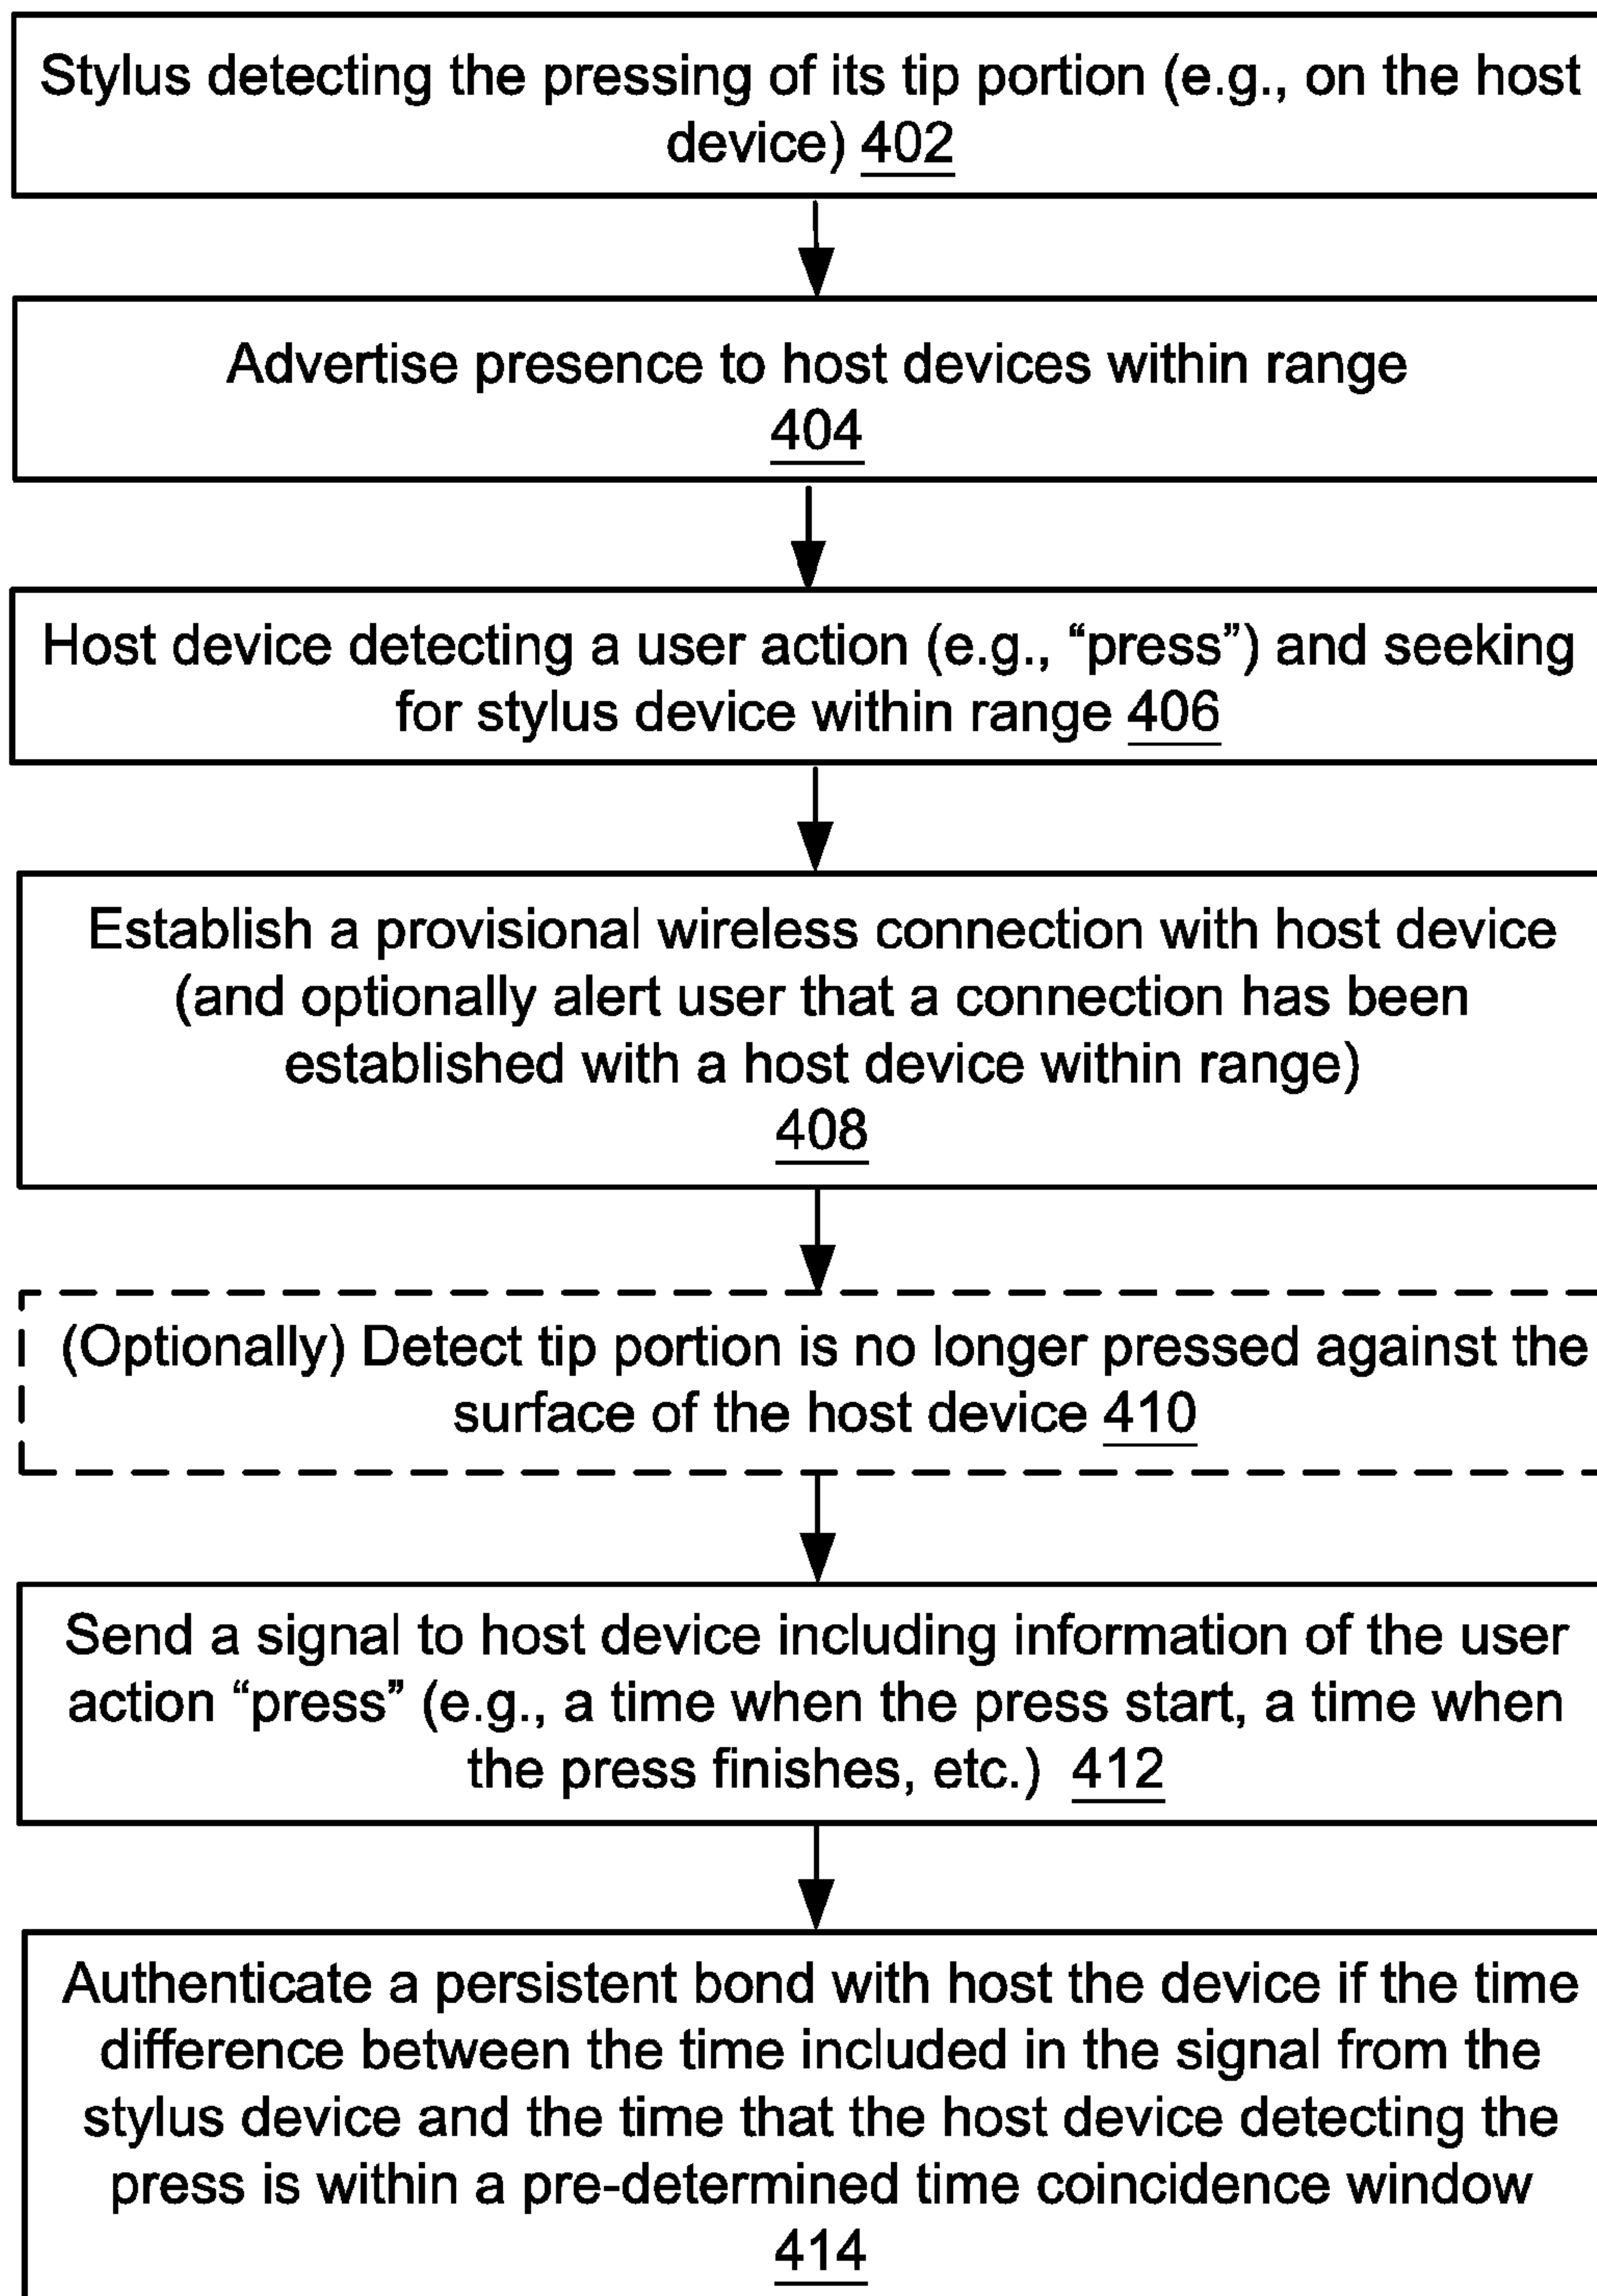 Stylus detecting the pressing of its tip portion (e.g., on the host
device) 402
Advertise presence to host devices within range
404
Host device detecting a user action (e.g., “press”) and seeking
for stylus device within range 406
Establish a provisional wireless connection with host device
(and optionally alert user that a connection has been
established with a host device within range)
408
(Optionally) Detect tip portion is no longer pressed against the
surface of the host device 410
Send a signal to host device including information of the user
action “press” (e.g., a time when the press start, a time when
the press finishes, etc.) 412
Authenticate a persistent bond with host the device if the time
difference between the time included in the signal from the
stylus device and the time that the host device detecting the
press is within a pre-determined time coincidence window
414